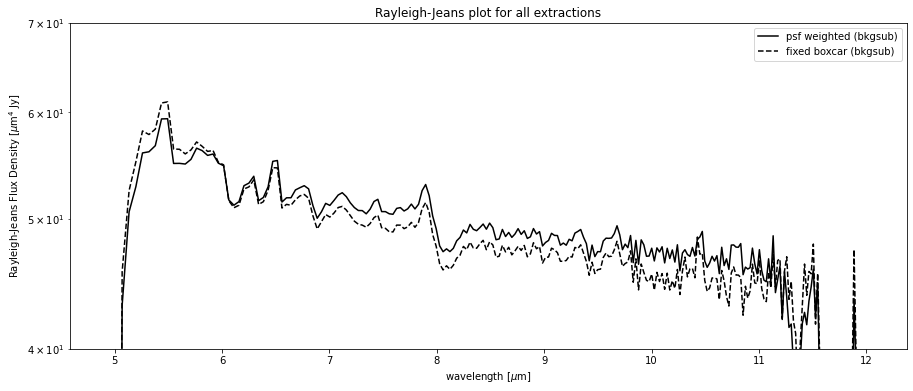 Rayleigh-Jeans plot for all extractions
psf weighted (bkgsub)
fixed boxcar (bkgsub)
Rayleigh-Jeans Flux Density [μm⁴ Jy]
7 × 10¹
6 × 10¹
5 × 10¹
4 × 10¹
5 6 7 8 9 10 11 12
wavelength [μm]